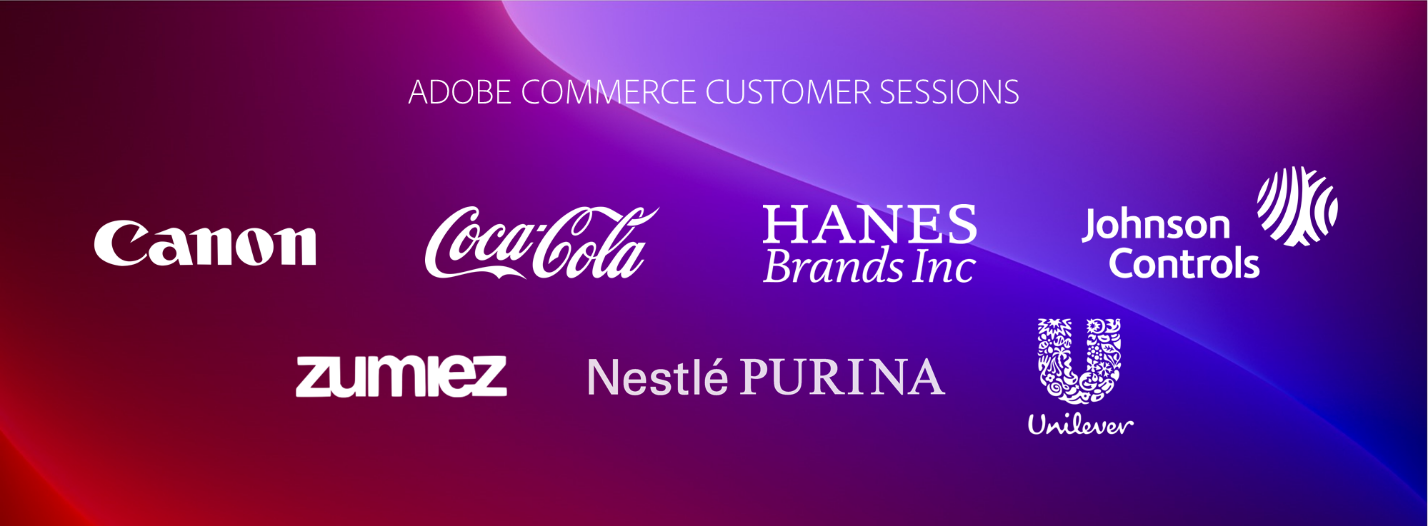 ADOBE COMMERCE CUSTOMER SESSIONS
Canon
Coca-Cola
HANES
Brands Inc
Johnson
Controls
zumiez
Nestlé PURINA
Unilever